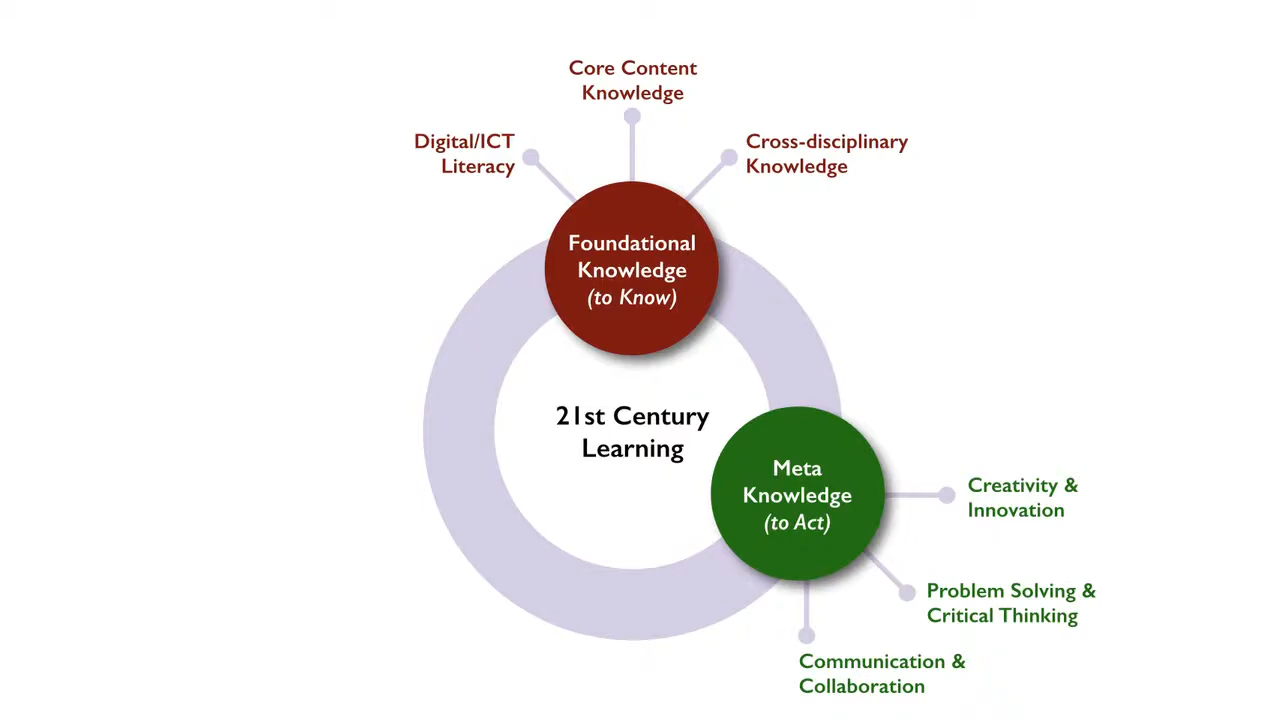 Core Content
Knowledge
Digital/ICT
Literacy
Cross-disciplinary
Knowledge
Foundational
Knowledge
(to Know)
21st Century
Learning
Meta
Knowledge
(to Act)
Creativity &
Innovation
Problem Solving &
Critical Thinking
Communication &
Collaboration